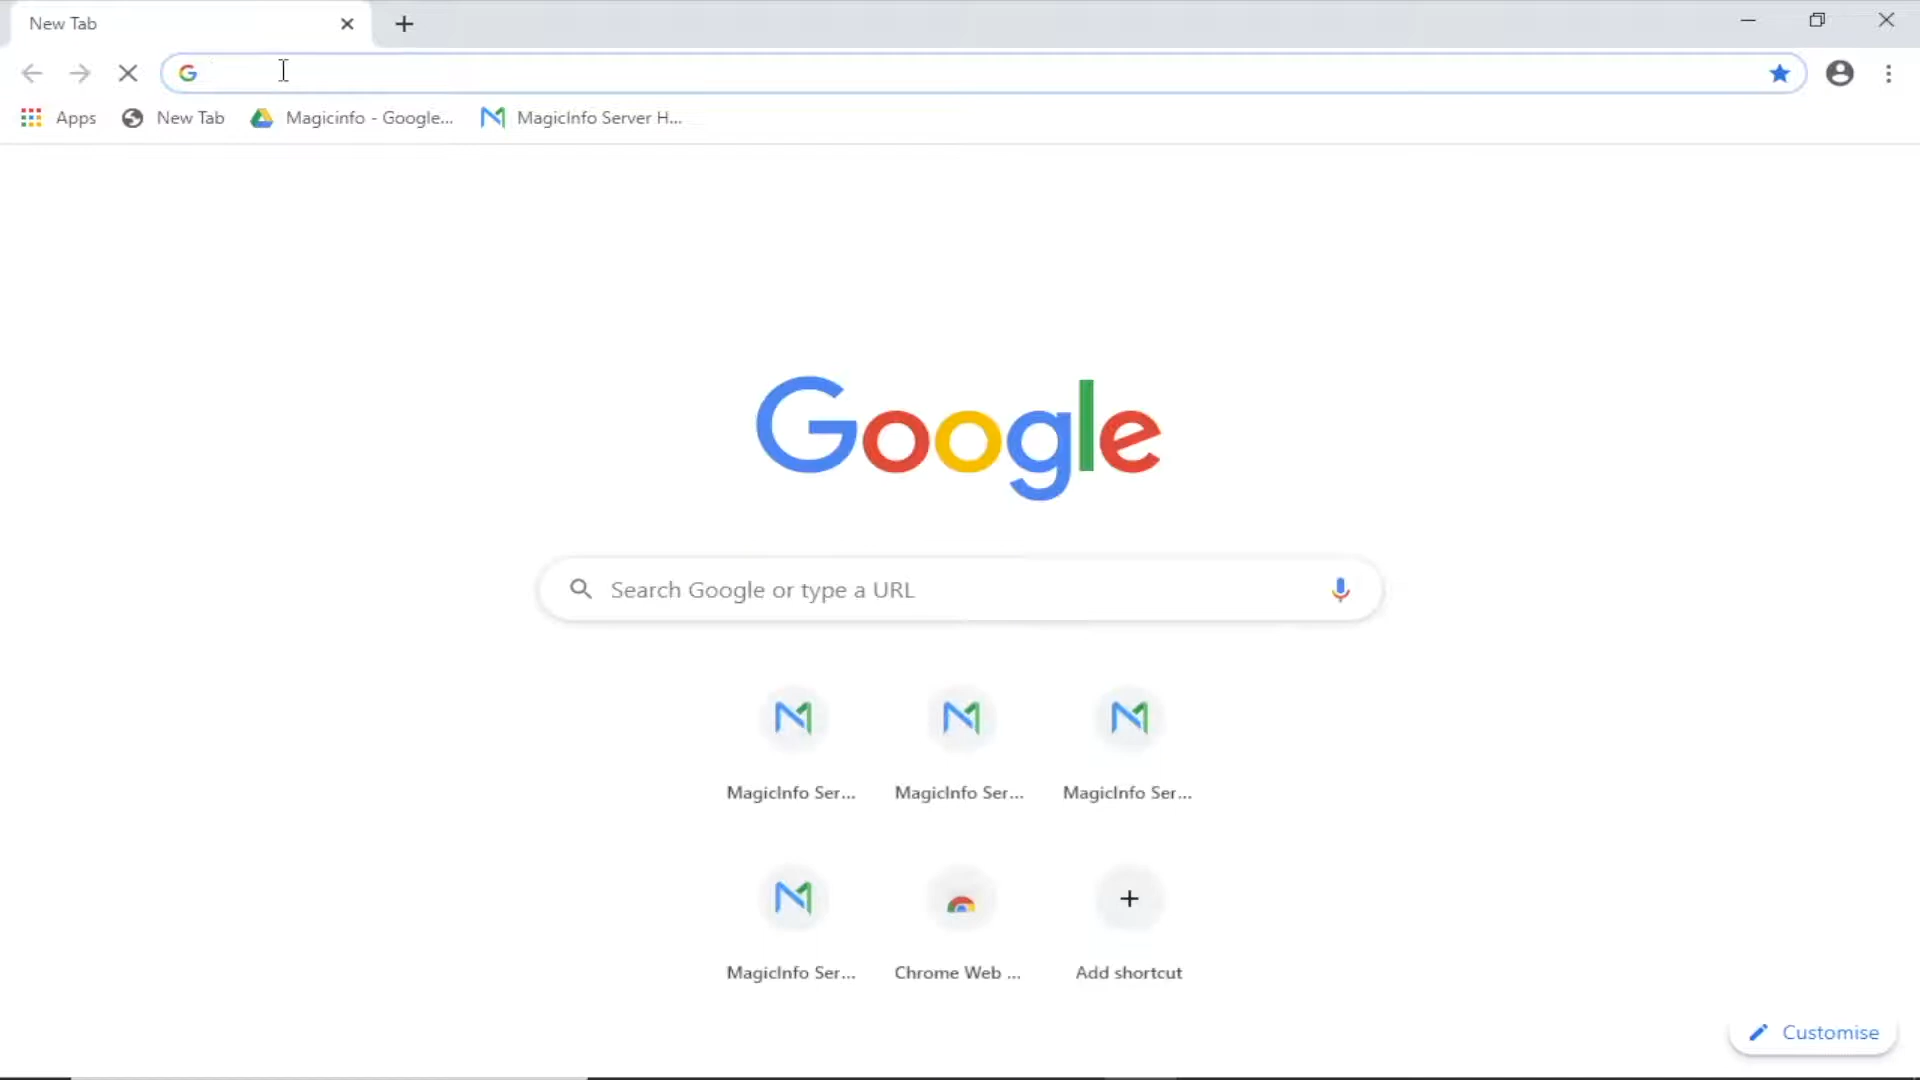 New Tab
Apps New Tab Magicinfo - Google... MagicInfo Server H...
Google
Search Google or type a URL
MagicInfo Ser... MagicInfo Ser... MagicInfo Ser...
MagicInfo Ser... Chrome Web ... Add shortcut
Customise